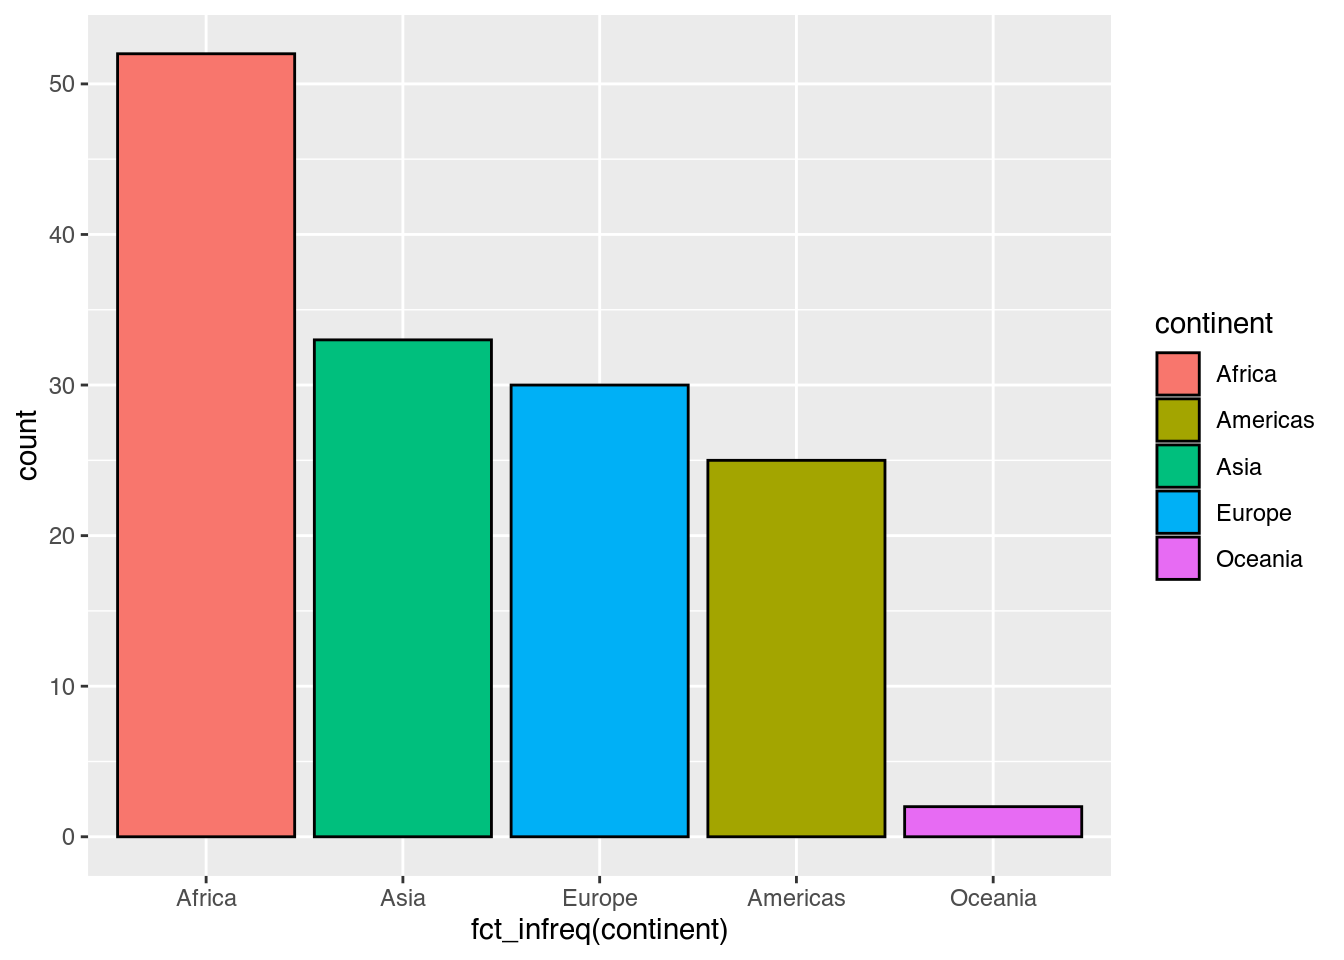 count
50
40
30
20
10
0
Africa
Asia
Europe
Americas
Oceania
fct_infreq(continent)
continent
Africa
Americas
Asia
Europe
Oceania